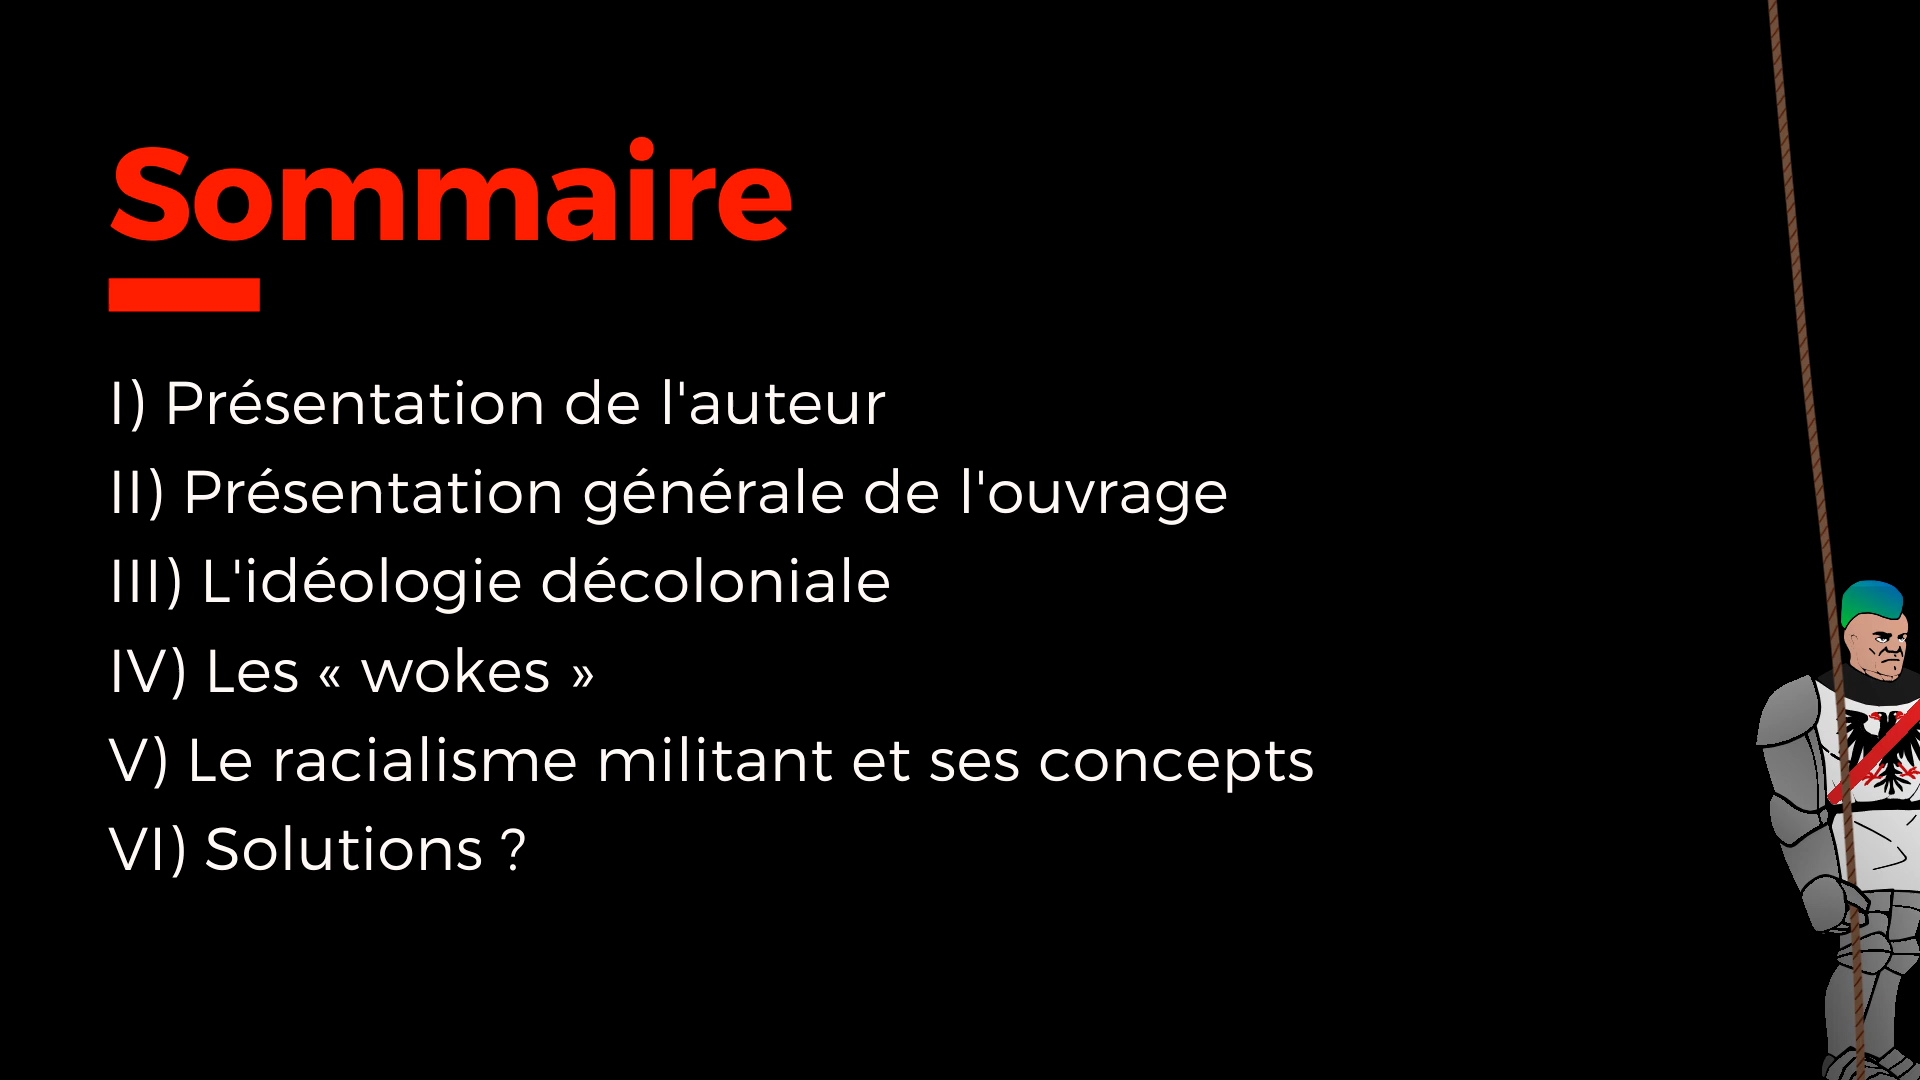 Sommaire
I) Présentation de l'auteur
II) Présentation générale de l'ouvrage
III) L'idéologie décoloniale
IV) Les « wokes »
V) Le racialisme militant et ses concepts
VI) Solutions ?